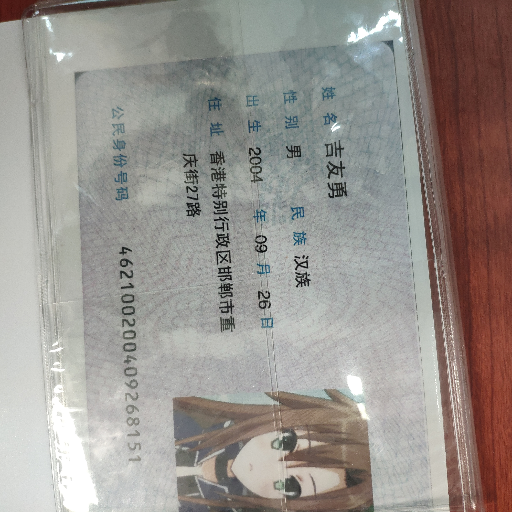 姓名 吉友勇
性别 男 民族 汉族
出生 2004 年 09 月 26 日
住址 香港特别行政区邯郸市重
庆街27路
公民身份号码 462100200409268151